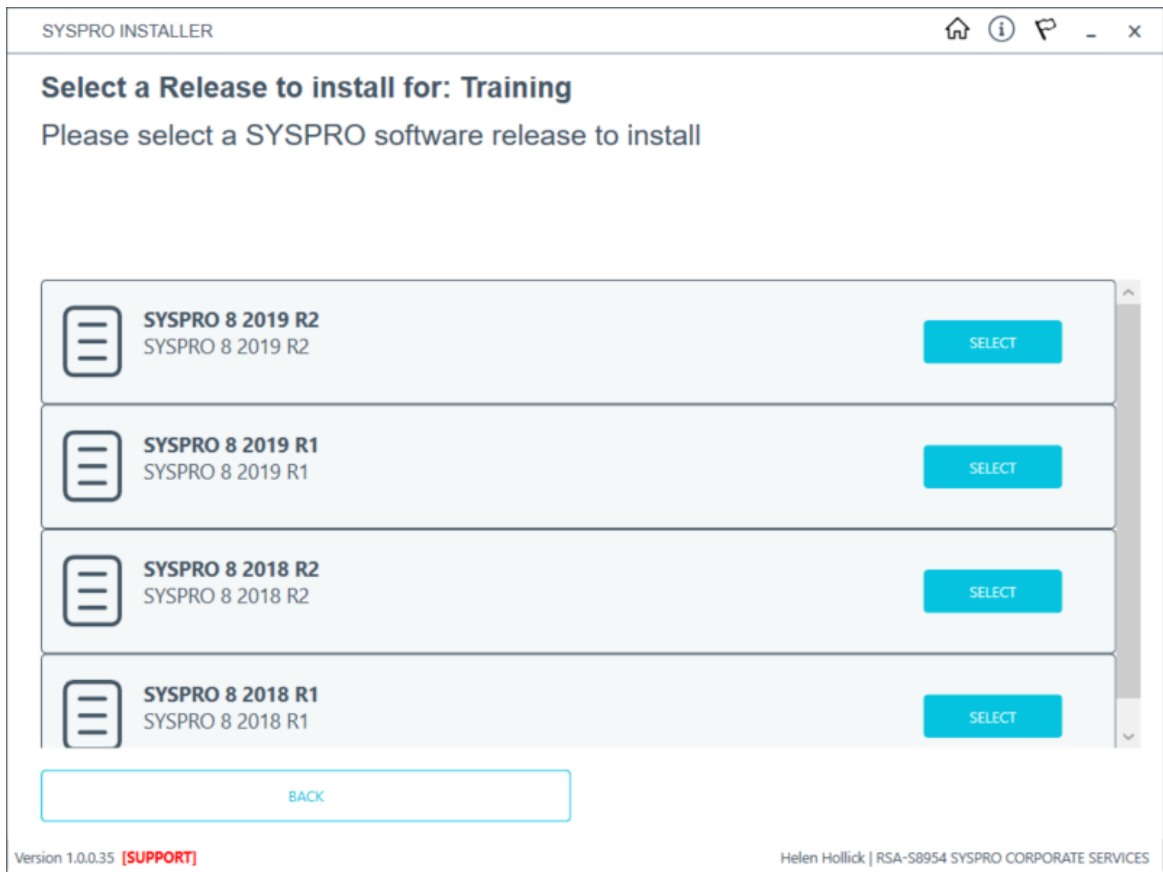 SYSPRO INSTALLER
Select a Release to install for: Training
Please select a SYSPRO software release to install
SYSPRO 8 2019 R2
SYSPRO 8 2019 R2
SELECT
SYSPRO 8 2019 R1
SYSPRO 8 2019 R1
SELECT
SYSPRO 8 2018 R2
SYSPRO 8 2018 R2
SELECT
SYSPRO 8 2018 R1
SYSPRO 8 2018 R1
SELECT
BACK
Version 1.0.0.35 [SUPPORT]
Helen Hollick | RSA-S8954 SYSPRO CORPORATE SERVICES